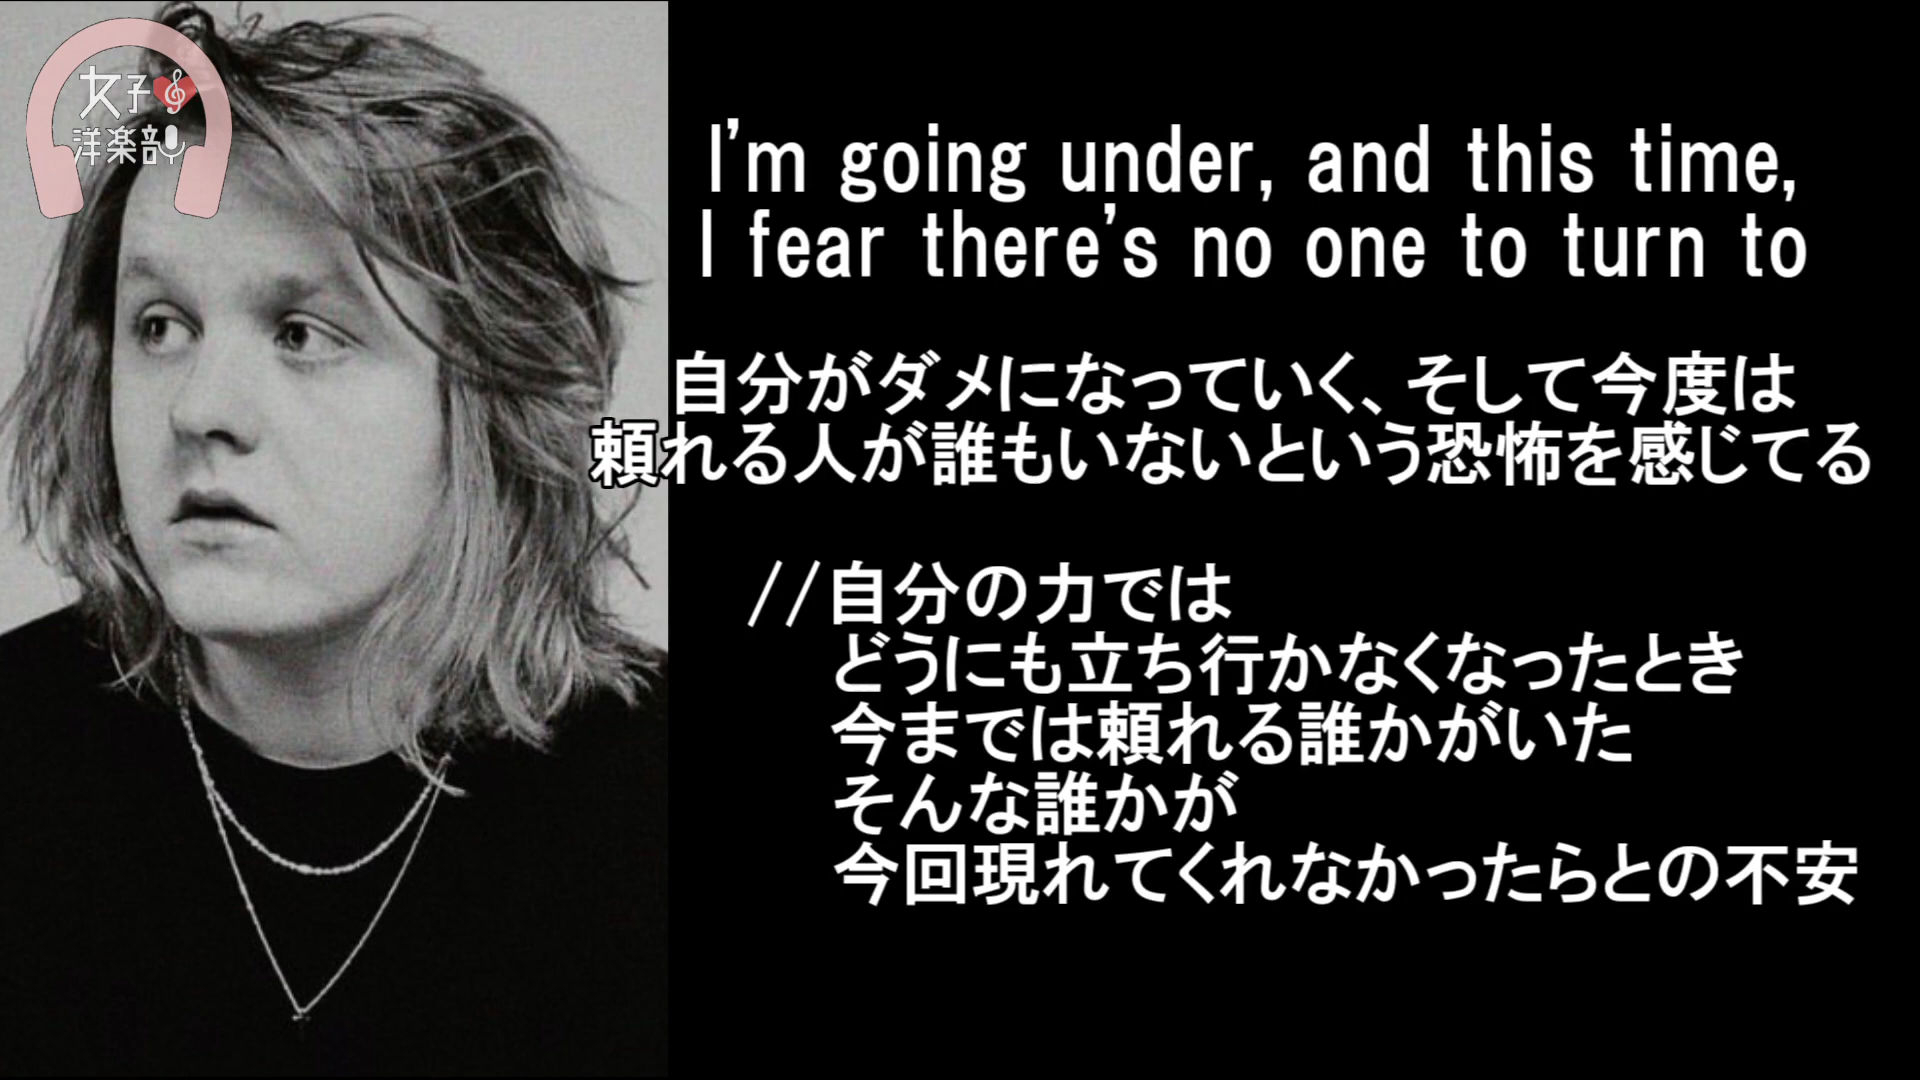 女子
洋楽部
I'm going under, and this time,
I fear there's no one to turn to
自分がダメになっていく、そして今度は
頼れる人が誰もいないという恐怖を感じてる
//自分の力では
どうにも立ち行かなくなったとき
今までは頼れる誰かがいた
そんな誰かが
今回現れてくれなかったらとの不安